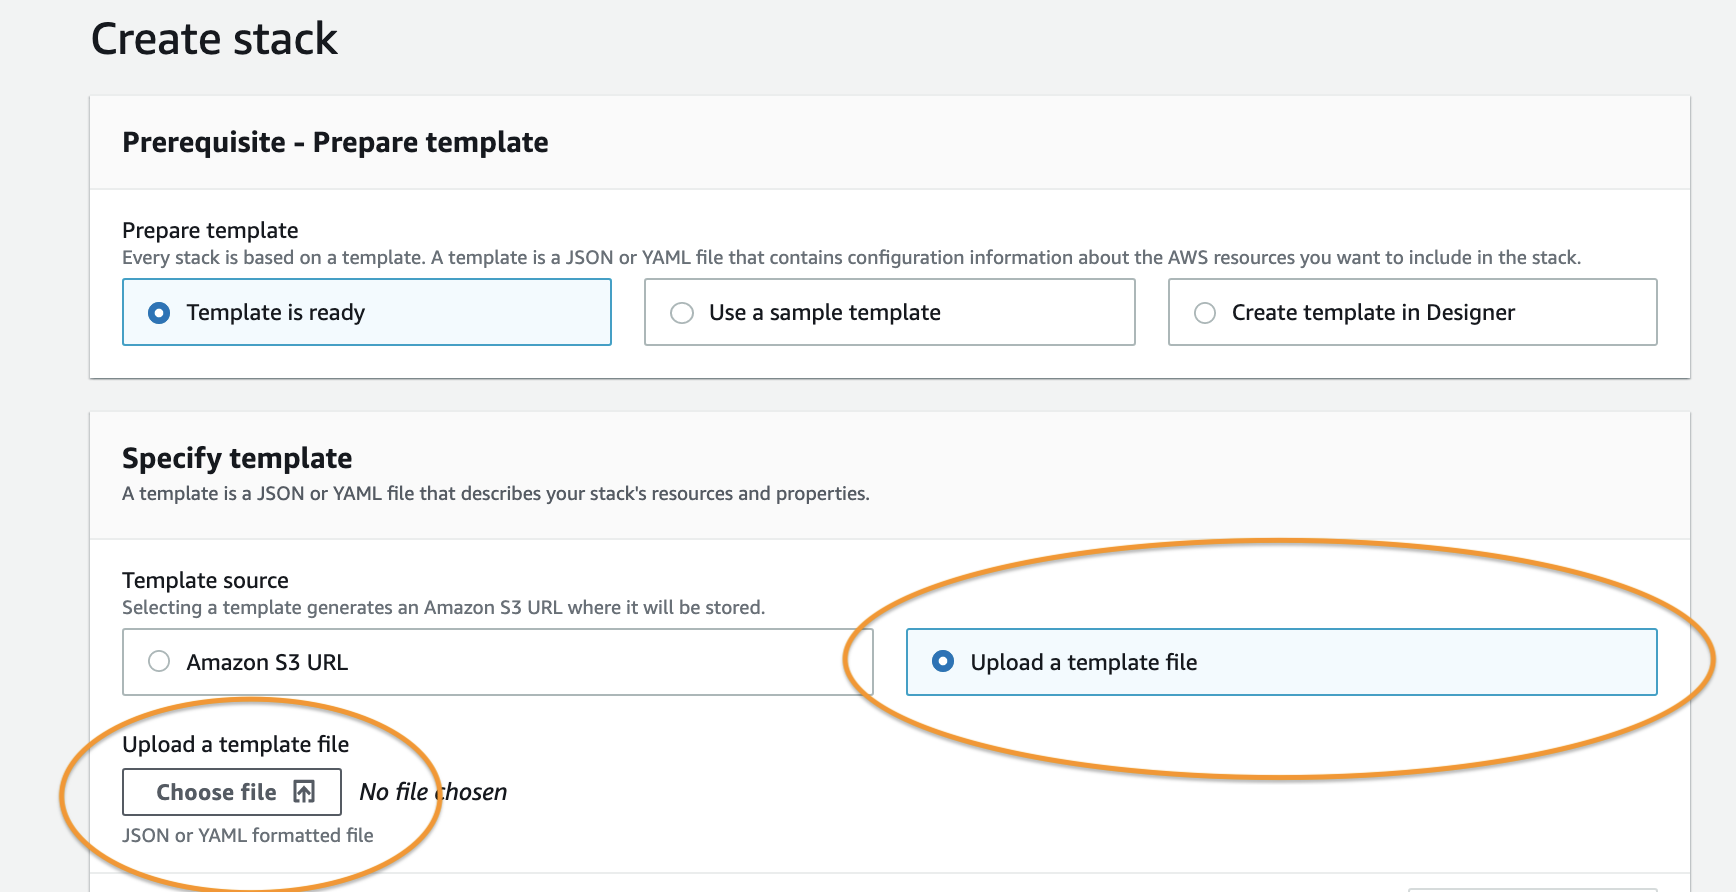 Create stack
Prerequisite - Prepare template
Prepare template
Every stack is based on a template. A template is a JSON or YAML file that contains configuration information about the AWS resources you want to include in the stack.
Template is ready
Use a sample template
Create template in Designer
Specify template
A template is a JSON or YAML file that describes your stack's resources and properties.
Template source
Selecting a template generates an Amazon S3 URL where it will be stored.
Amazon S3 URL
Upload a template file
Upload a template file
Choose file
No file chosen
JSON or YAML formatted file